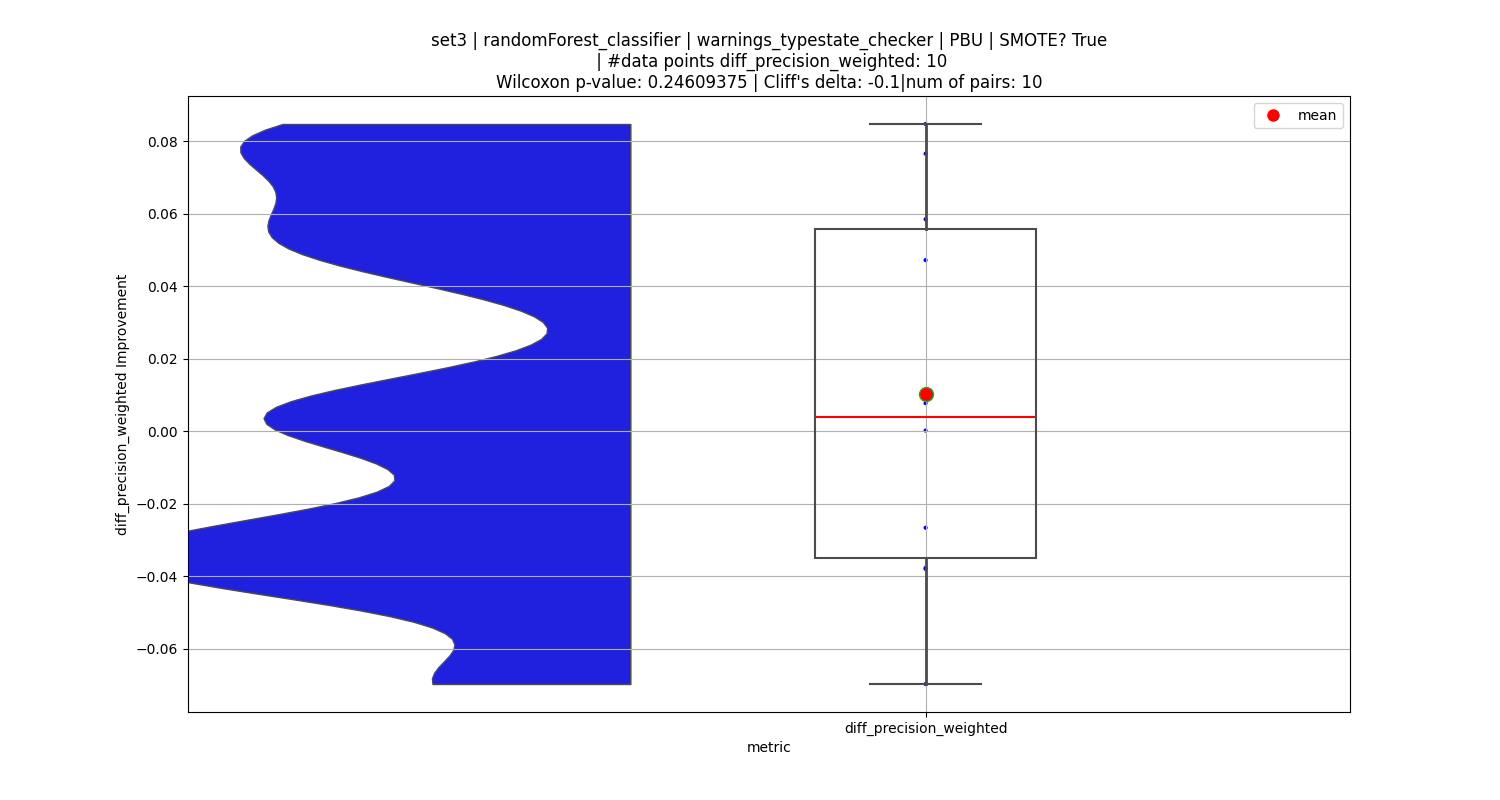 set3 | randomForest_classifier | warnings_typestate_checker | PBU | SMOTE? True
| #data points diff_precision_weighted: 10
Wilcoxon p-value: 0.24609375 | Cliff's delta: -0.1|num of pairs: 10
mean
0.08
0.06
0.04
0.02
0.00
−0.02
−0.04
−0.06
diff_precision_weighted Improvement
diff_precision_weighted
metric